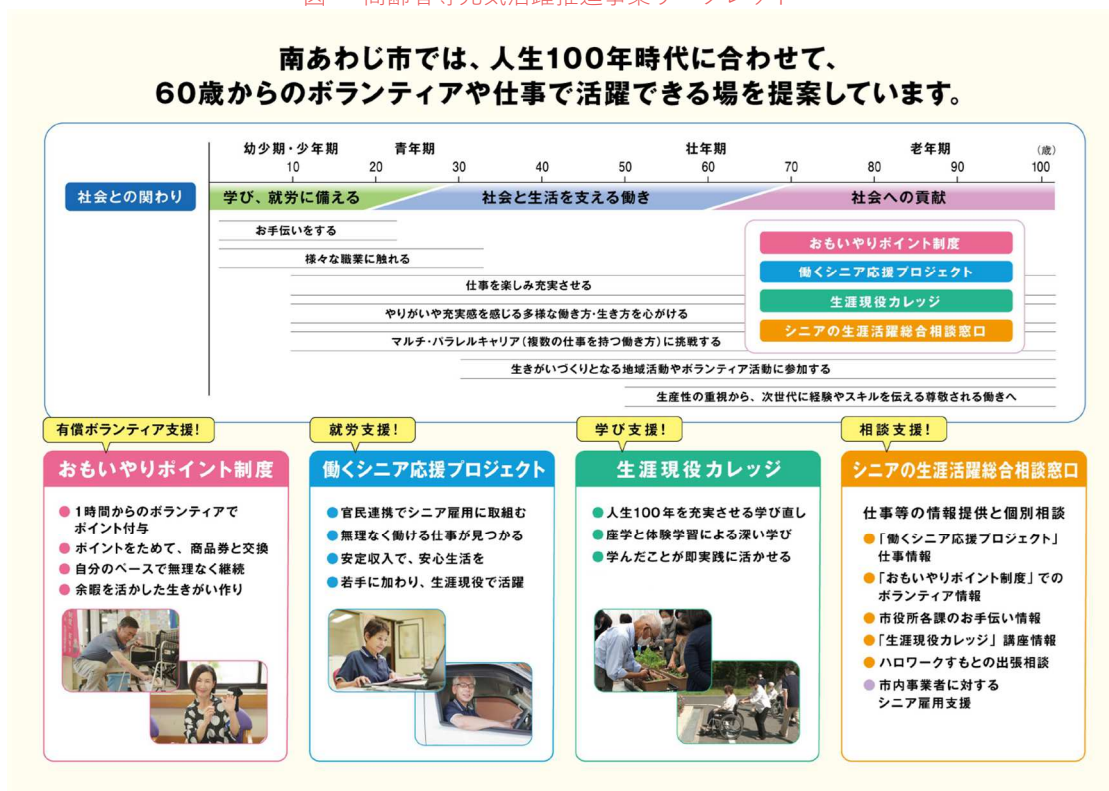 南あわじ市では、人生100年時代に合わせて、
60歳からのボランティアや仕事で活躍できる場を提案しています。
幼少期・少年期 青年期 壮年期 老年期 (歳)
10 20 30 40 50 60 70 80 90 100
社会との関わり 学び、就労に備える 社会と生活を支える働き 社会への貢献
お手伝いをする
様々な職業に触れる
仕事を楽しみ充実させる
やりがいや充実感を感じる多様な働き方・生き方を心がける
マルチ・パラレルキャリア(複数の仕事を持つ働き方)に挑戦する
生きがいづくりとなる地域活動やボランティア活動に参加する
生産性の重視から、次世代に経験やスキルを伝える尊敬される働きへ
おもいやりポイント制度
働くシニア応援プロジェクト
生涯現役カレッジ
シニアの生涯活躍総合相談窓口
有償ボランティア支援!
おもいやりポイント制度
●1時間からのボランティアで
ポイント付与
●ポイントをためて、商品券と交換
●自分のペースで無理なく継続
●余暇を活かした生きがい作り
就労支援!
働くシニア応援プロジェクト
●官民連携でシニア雇用に取組む
●無理なく働ける仕事が見つかる
●安定収入で、安心生活を
●若手に加わり、生涯現役で活躍
学び支援!
生涯現役カレッジ
●人生100年を充実させる学び直し
●座学と体験学習による深い学び
●学んだことが即実践に活かせる
相談支援!
シニアの生涯活躍総合相談窓口
仕事等の情報提供と個別相談
●「働くシニア応援プロジェクト」
仕事情報
●「おもいやりポイント制度」での
ボランティア情報
●市役所各課のお手伝い情報
●「生涯現役カレッジ」講座情報
●ハロワークすもとの出張相談
●市内事業者に対する
シニア雇用支援